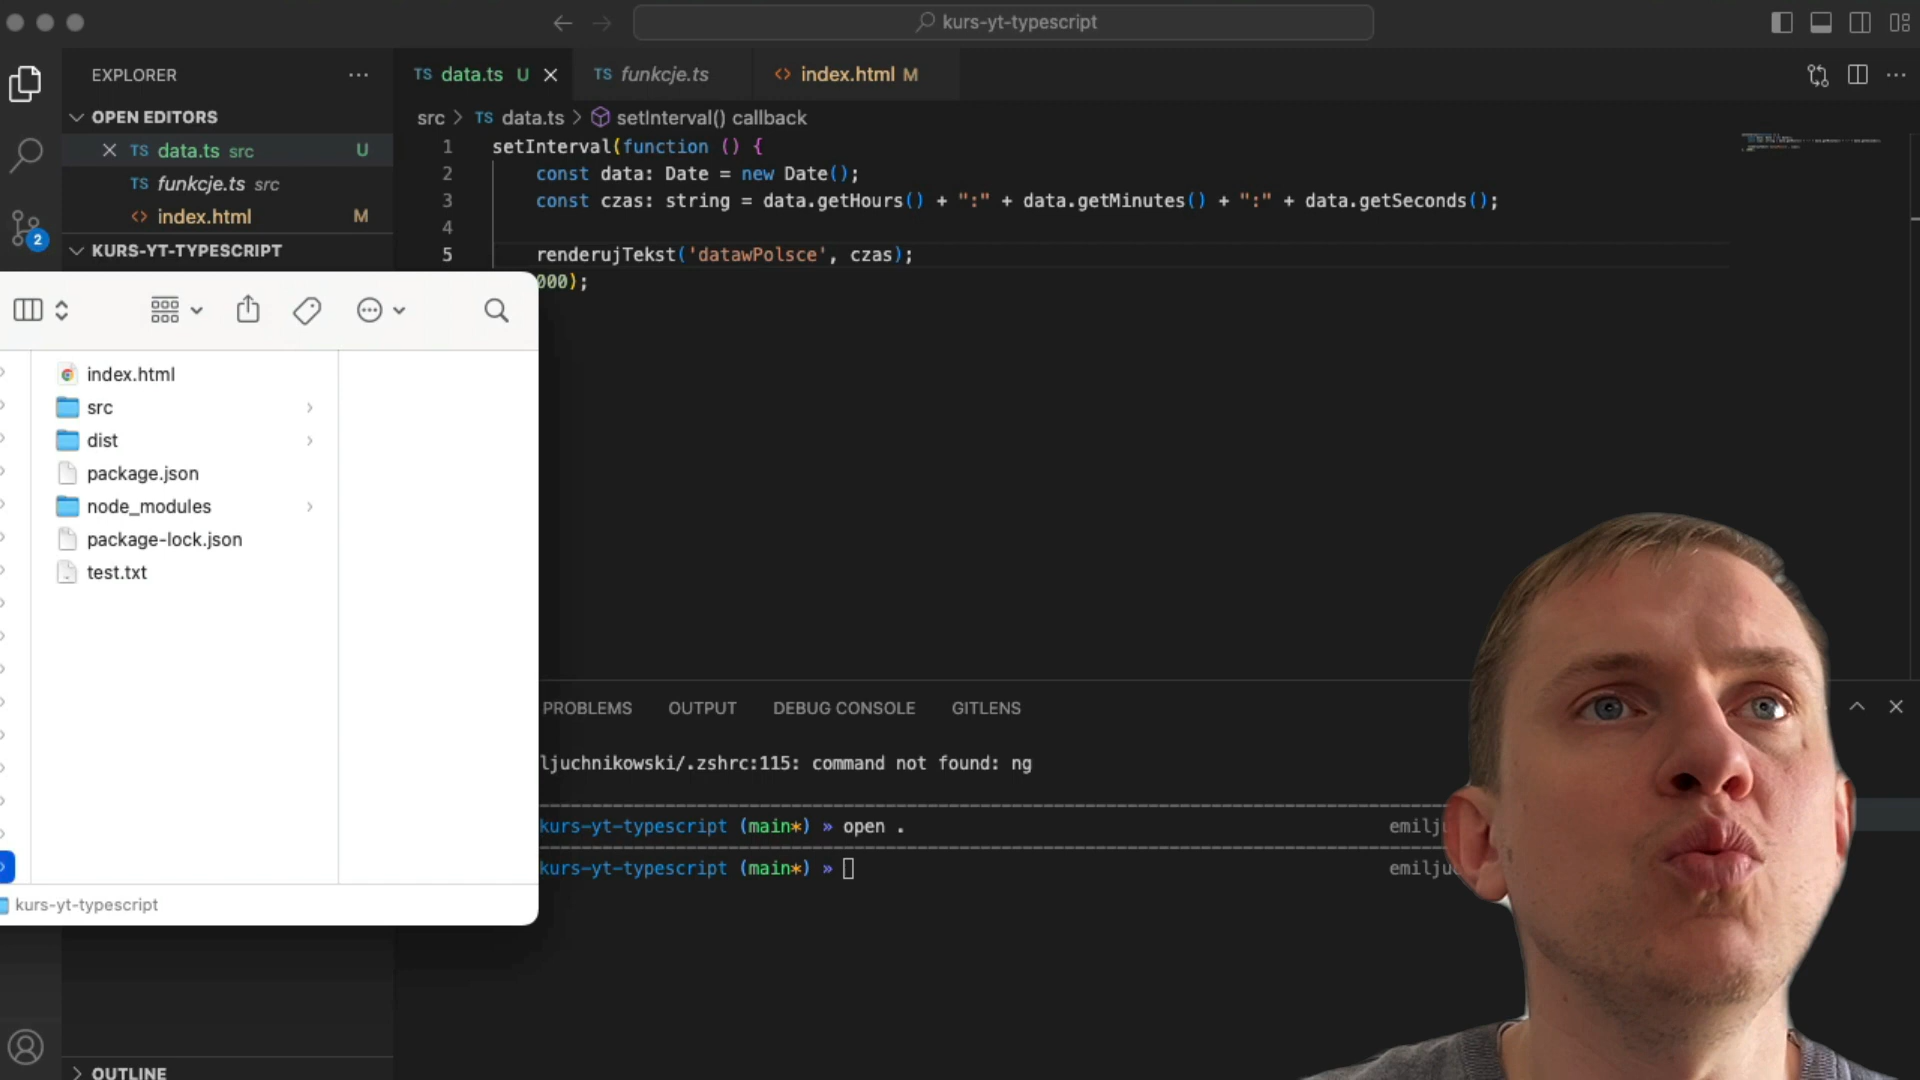 kurs-yt-typescript
EXPLORER
TS data.ts U
TS funkcje.ts
<> index.html M
OPEN EDITORS
TS data.ts src U
TS funkcje.ts src
<> index.html M
KURS-YT-TYPESCRIPT
2
src > TS data.ts > setInterval() callback
1 setInterval(function () {
2 const data: Date = new Date();
3 const czas: string = data.getHours() + ":" + data.getMinutes() + ":" + data.getSeconds();
4
5 renderujTekst('datawPolsce', czas);
000);
index.html
src
dist
package.json
node_modules
package-lock.json
test.txt
kurs-yt-typescript
PROBLEMS OUTPUT DEBUG CONSOLE GITLENS
ljuchnikowski/.zshrc:115: command not found: ng
kurs-yt-typescript (main*) » open . emilju
kurs-yt-typescript (main*) » emilju
OUTLINE